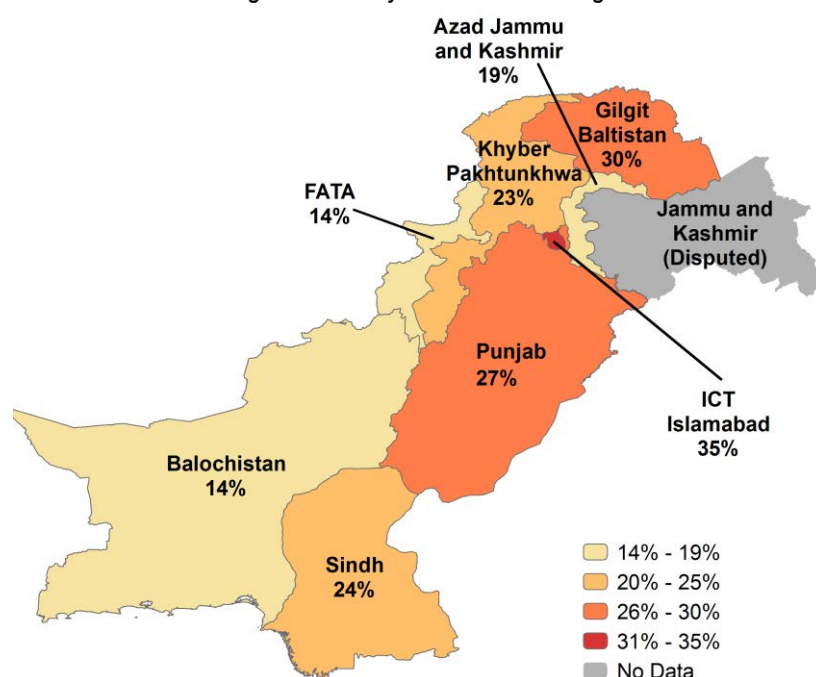 Azad Jammu
and Kashmir
19%
Gilgit
Baltistan
30%
Khyber
Pakhtunkhwa
23%
FATA
14%
Jammu and
Kashmir
(Disputed)
Punjab
27%
ICT
Islamabad
35%
Balochistan
14%
Sindh
24%
14% - 19%
20% - 25%
26% - 30%
31% - 35%
No Data